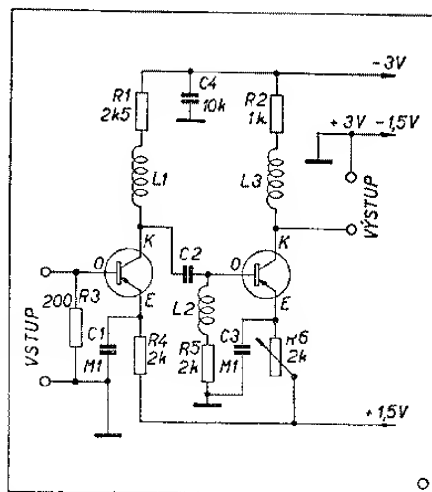 -3V
R1
2k5
C4
10k
R2
1k
+3V -1,5V
L1
L3
VÝSTUP
K
C2
K
O
O
VSTUP
200
R3
E
L2
E
C1
M1
R4
2k
R5
2k
C3
M1
R6
2k
+1,5V